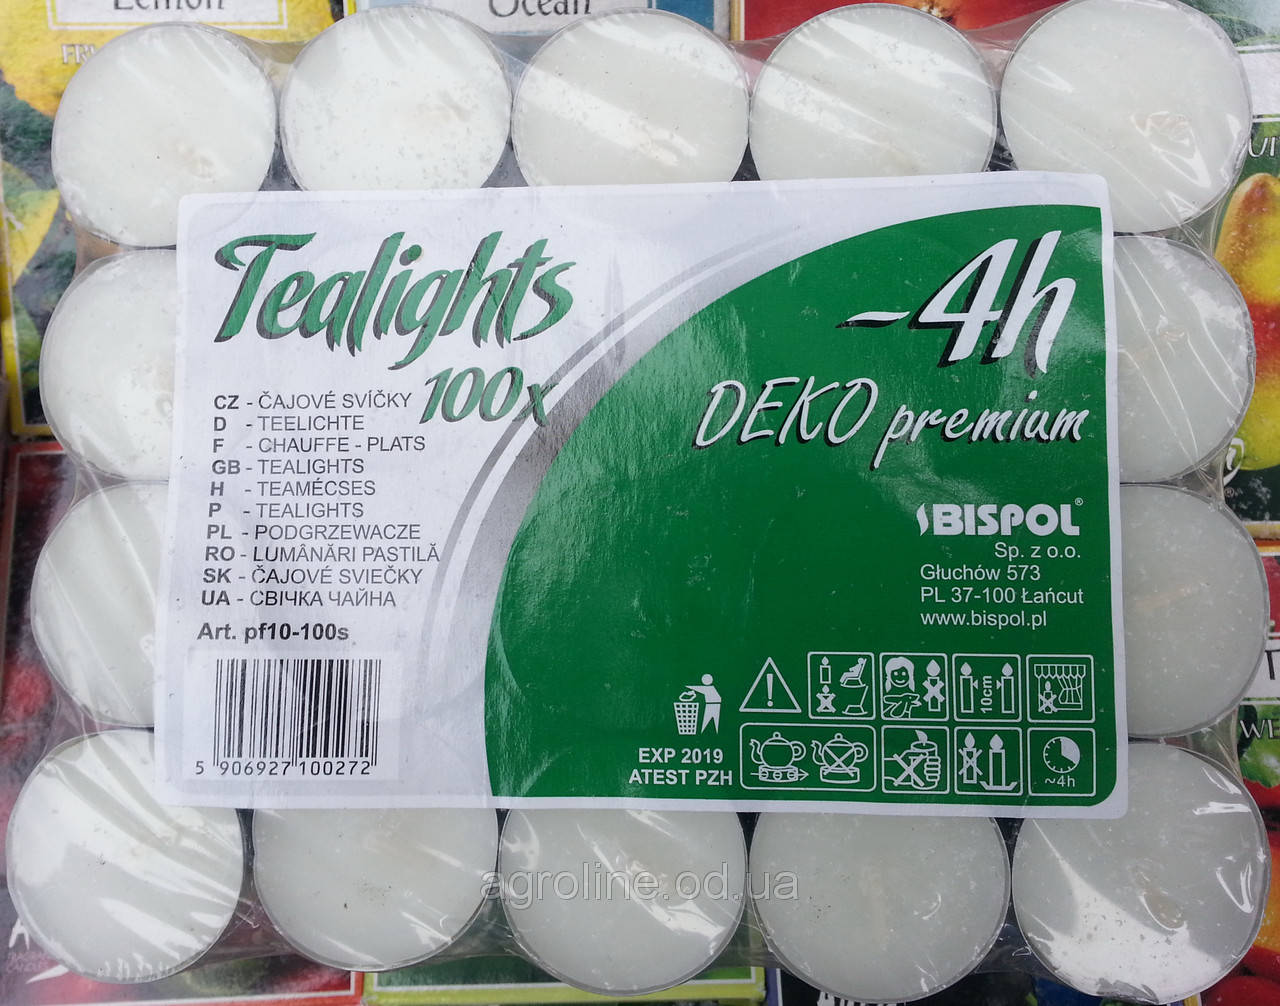 Lemon
Ocean
Tealights
100x
~4h
DEKO premium
CZ - ČAJOVÉ SVÍČKY
D - TEELICHTE
F - CHAUFFE - PLATS
GB - TEALIGHTS
H - TEAMÉCSES
P - TEALIGHTS
PL - PODGRZEWACZE
RO - LUMÂNĂRI PASTILĂ
SK - ČAJOVÉ SVIEČKY
UA - СВІЧКА ЧАЙНА
Art. pf10-100s
5 906927 100272
BISPOL®
Sp. z o.o.
Głuchów 573
PL 37-100 Łańcut
www.bispol.pl
10cm
EXP 2019
ATEST PZH
~4h
agroline.od.ua